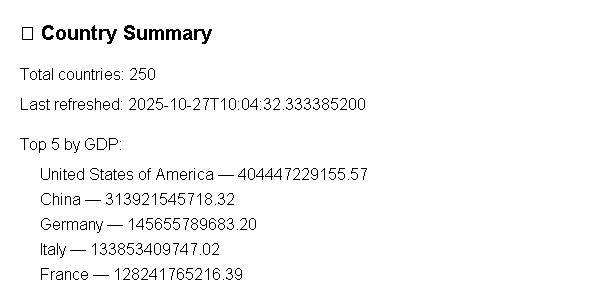 Country Summary
Total countries: 250
Last refreshed: 2025-10-27T10:04:32.333385200
Top 5 by GDP:
United States of America — 404447229155.57
China — 313921545718.32
Germany — 145655789683.20
Italy — 133853409747.02
France — 128241765216.39